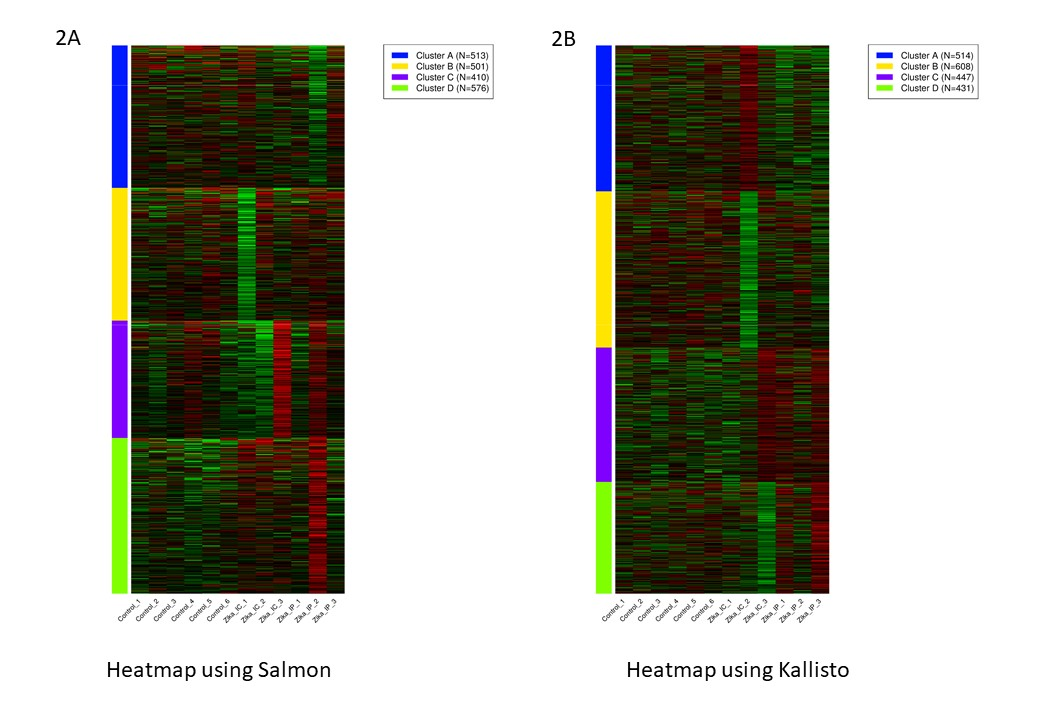 2A
Cluster A (N=513)
Cluster B (N=501)
Cluster C (N=410)
Cluster D (N=576)
Control_1
Control_2
Control_3
Control_4
Control_5
Control_6
Zika_IC_1
Zika_IC_2
Zika_IC_3
Zika_IP_1
Zika_IP_2
Zika_IP_3
Heatmap using Salmon
2B
Cluster A (N=514)
Cluster B (N=608)
Cluster C (N=447)
Cluster D (N=431)
Control_1
Control_2
Control_3
Control_4
Control_5
Control_6
Zika_IC_1
Zika_IC_2
Zika_IC_3
Zika_IP_1
Zika_IP_2
Zika_IP_3
Heatmap using Kallisto